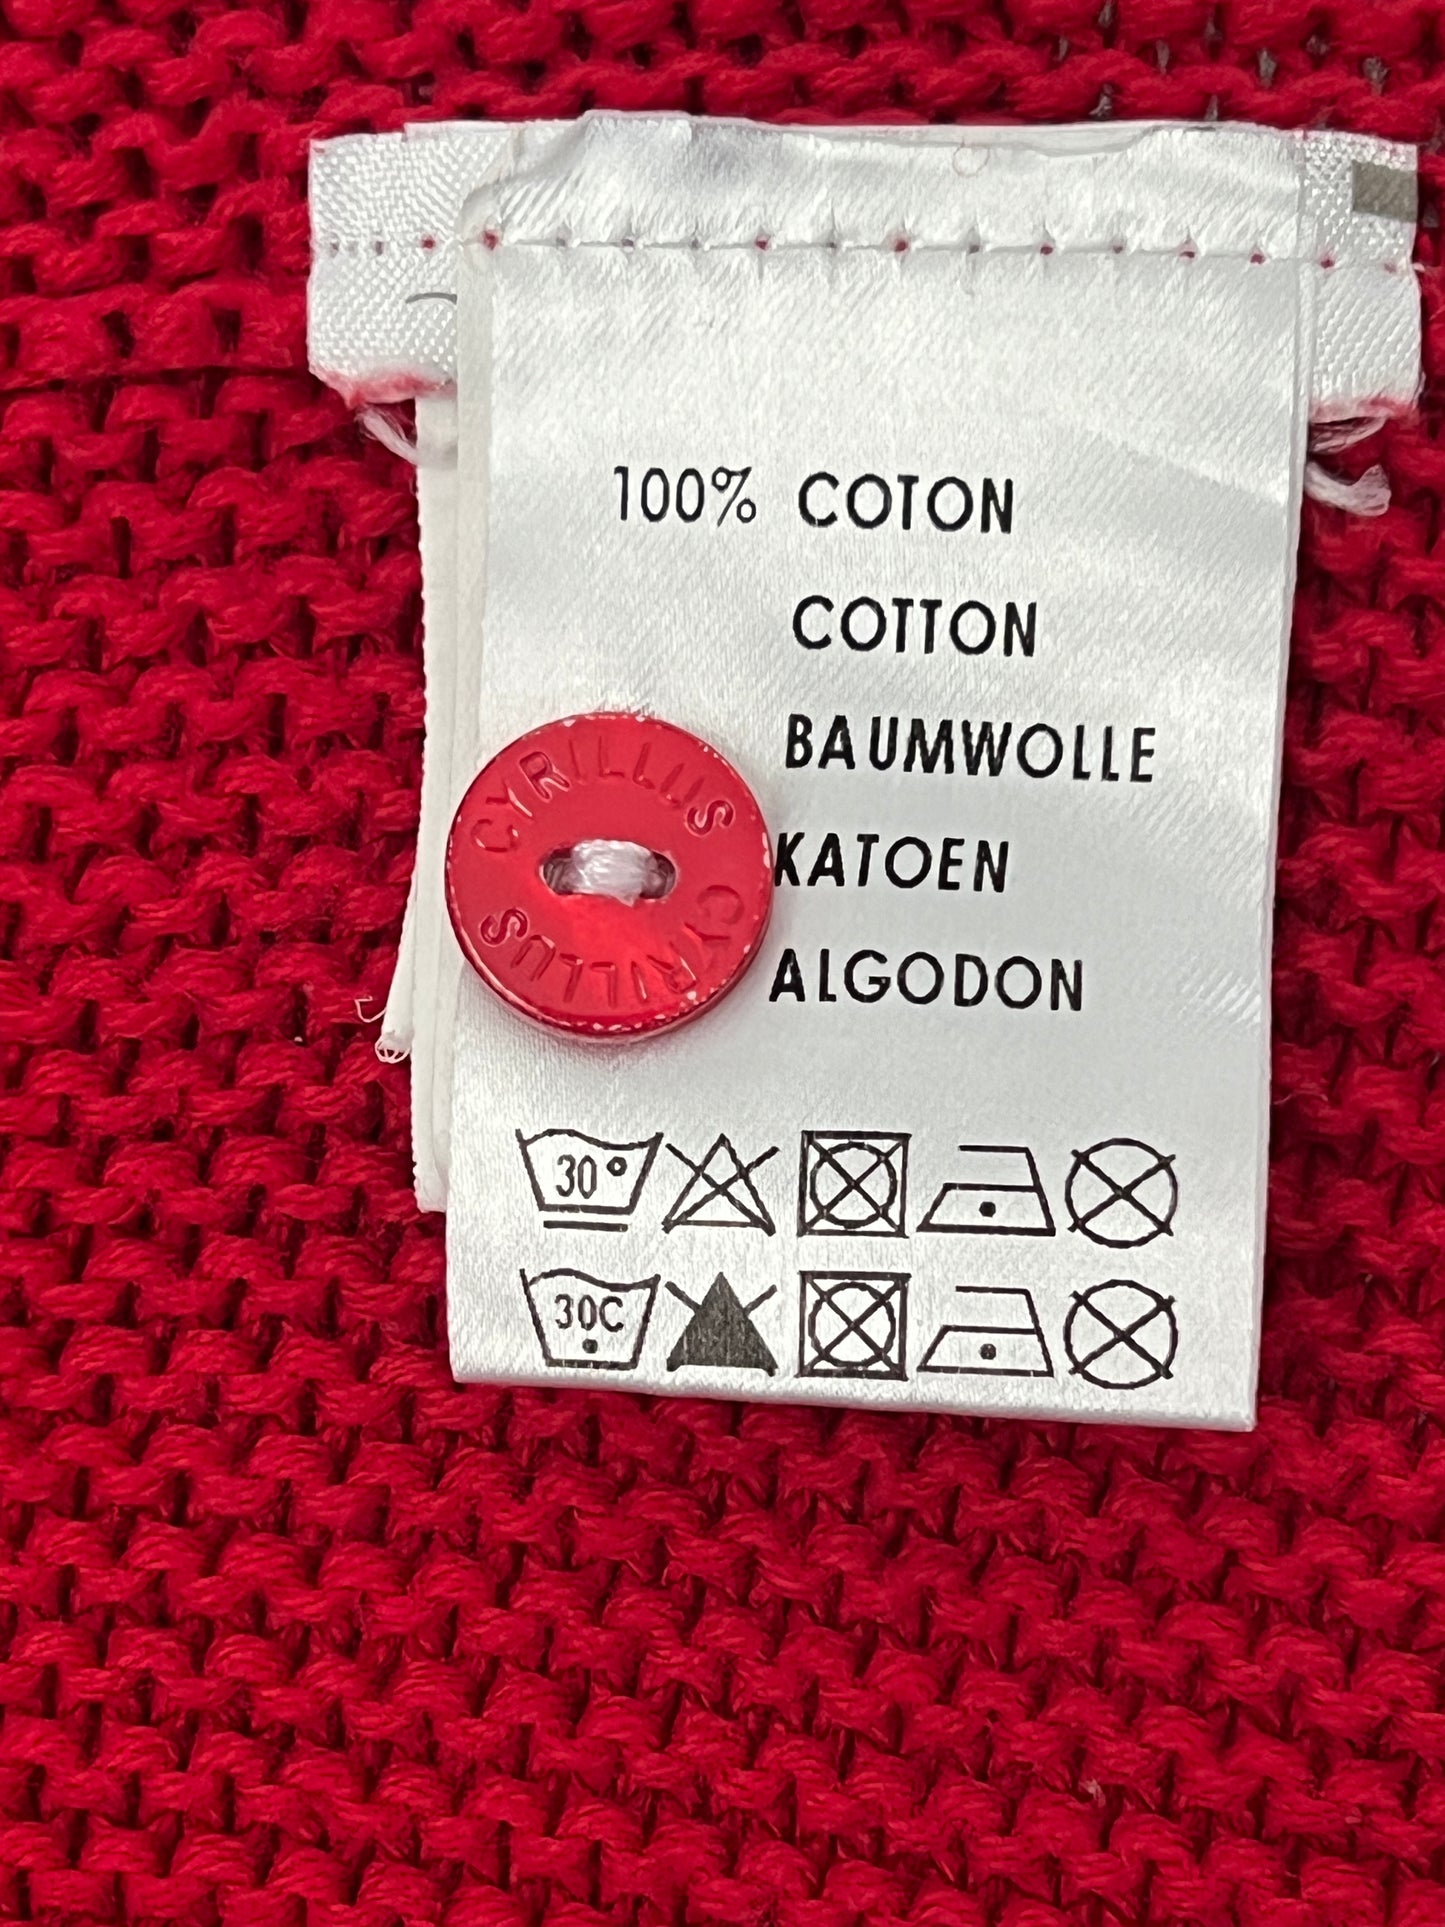 100% COTON
COTTON
BAUMWOLLE
KATOEN
ALGODON
CYRILLUS CYRILLUS
30°
30C